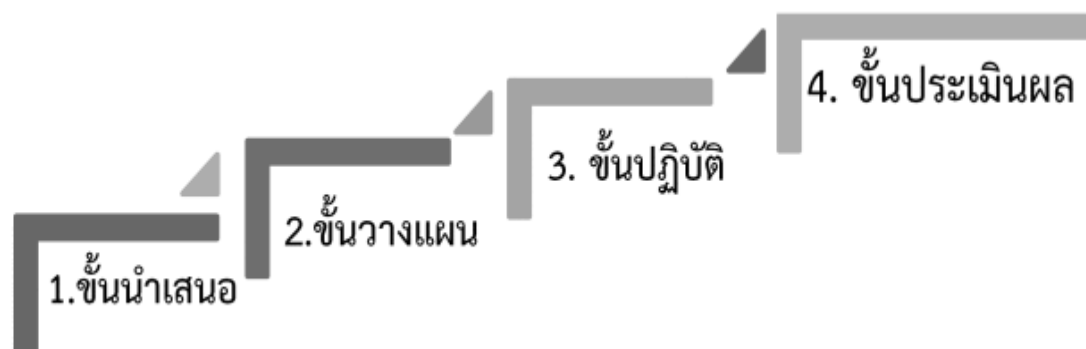 1.ขั้นนำเสนอ
2.ขั้นวางแผน
3. ขั้นปฏิบัติ
4. ขั้นประเมินผล